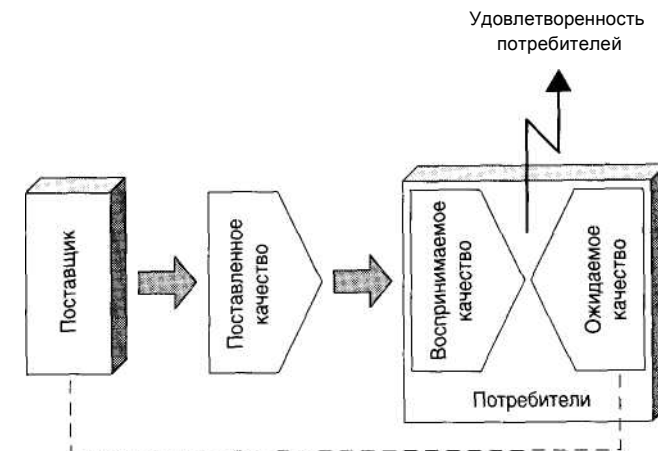 Удовлетворенность
потребителей
Поставщик
Поставленное
качество
Воспринимаемое
качество
Ожидаемое
качество
Потребители